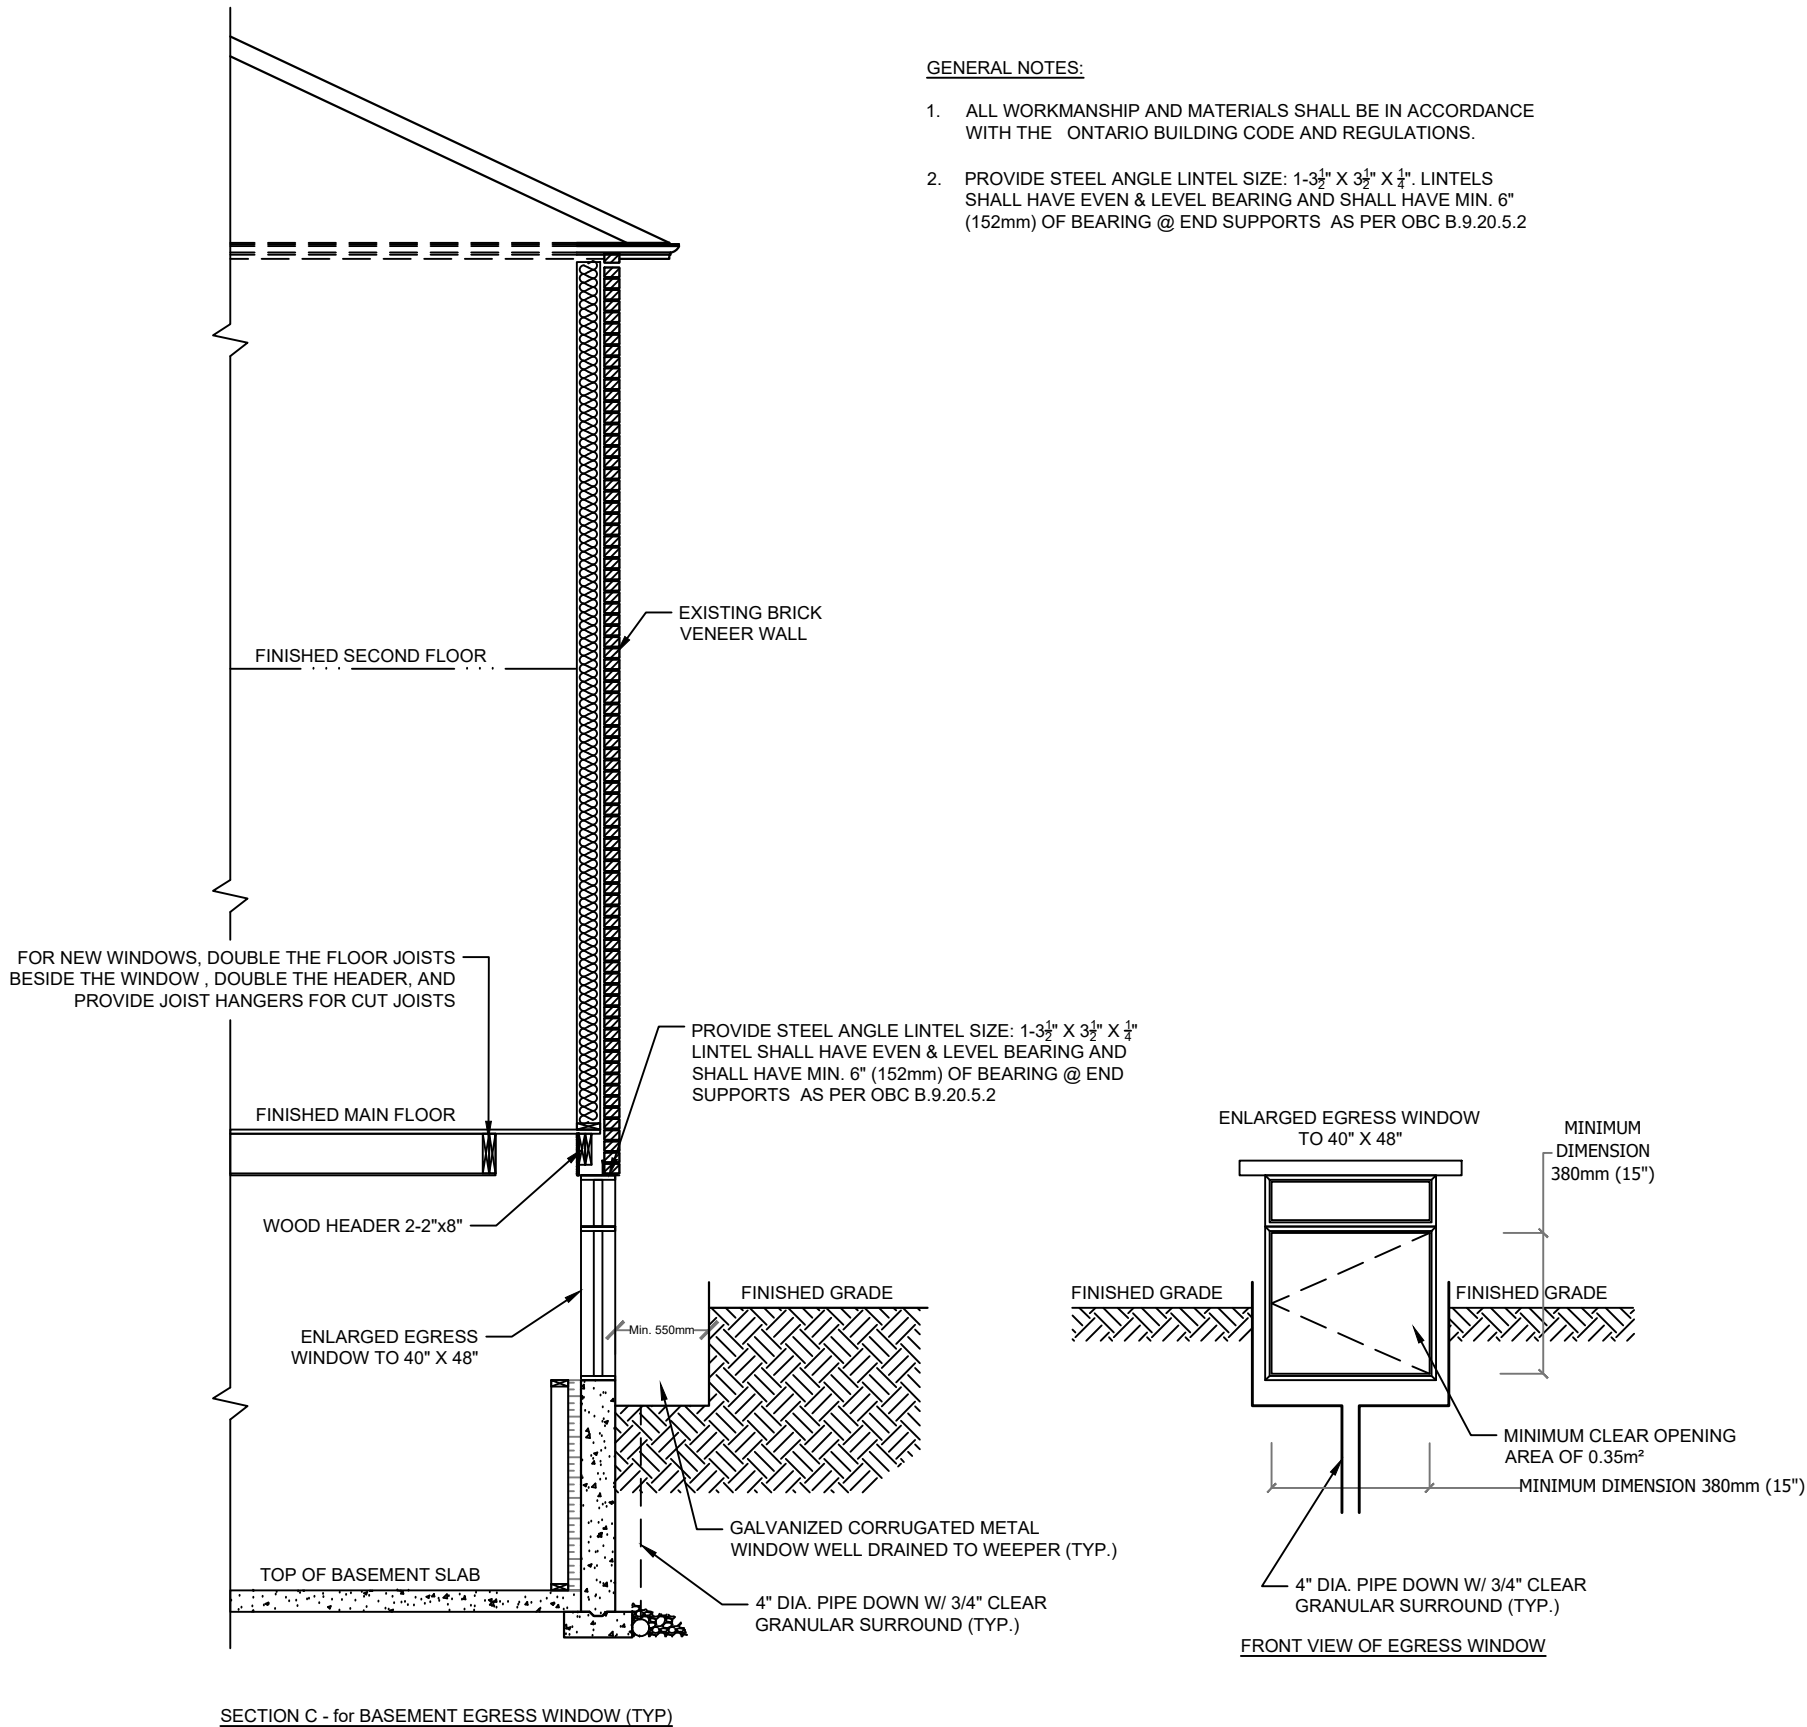 GENERAL NOTES:
1. ALL WORKMANSHIP AND MATERIALS SHALL BE IN ACCORDANCE
WITH THE ONTARIO BUILDING CODE AND REGULATIONS.
2. PROVIDE STEEL ANGLE LINTEL SIZE: 1-3½" X 3½" X ¼". LINTELS
SHALL HAVE EVEN & LEVEL BEARING AND SHALL HAVE MIN. 6"
(152mm) OF BEARING @ END SUPPORTS AS PER OBC B.9.20.5.2
EXISTING BRICK
VENEER WALL
FINISHED SECOND FLOOR
FOR NEW WINDOWS, DOUBLE THE FLOOR JOISTS
BESIDE THE WINDOW , DOUBLE THE HEADER, AND
PROVIDE JOIST HANGERS FOR CUT JOISTS
PROVIDE STEEL ANGLE LINTEL SIZE: 1-3½" X 3½" X ¼"
LINTEL SHALL HAVE EVEN & LEVEL BEARING AND
SHALL HAVE MIN. 6" (152mm) OF BEARING @ END
SUPPORTS AS PER OBC B.9.20.5.2
FINISHED MAIN FLOOR
WOOD HEADER 2-2"x8"
FINISHED GRADE
Min. 550mm
ENLARGED EGRESS
WINDOW TO 40" X 48"
GALVANIZED CORRUGATED METAL
WINDOW WELL DRAINED TO WEEPER (TYP.)
TOP OF BASEMENT SLAB
4" DIA. PIPE DOWN W/ 3/4" CLEAR
GRANULAR SURROUND (TYP.)
SECTION C - for BASEMENT EGRESS WINDOW (TYP)
ENLARGED EGRESS WINDOW
TO 40" X 48"
MINIMUM
DIMENSION
380mm (15")
FINISHED GRADE
FINISHED GRADE
MINIMUM CLEAR OPENING
AREA OF 0.35m²
MINIMUM DIMENSION 380mm (15")
4" DIA. PIPE DOWN W/ 3/4" CLEAR
GRANULAR SURROUND (TYP.)
FRONT VIEW OF EGRESS WINDOW